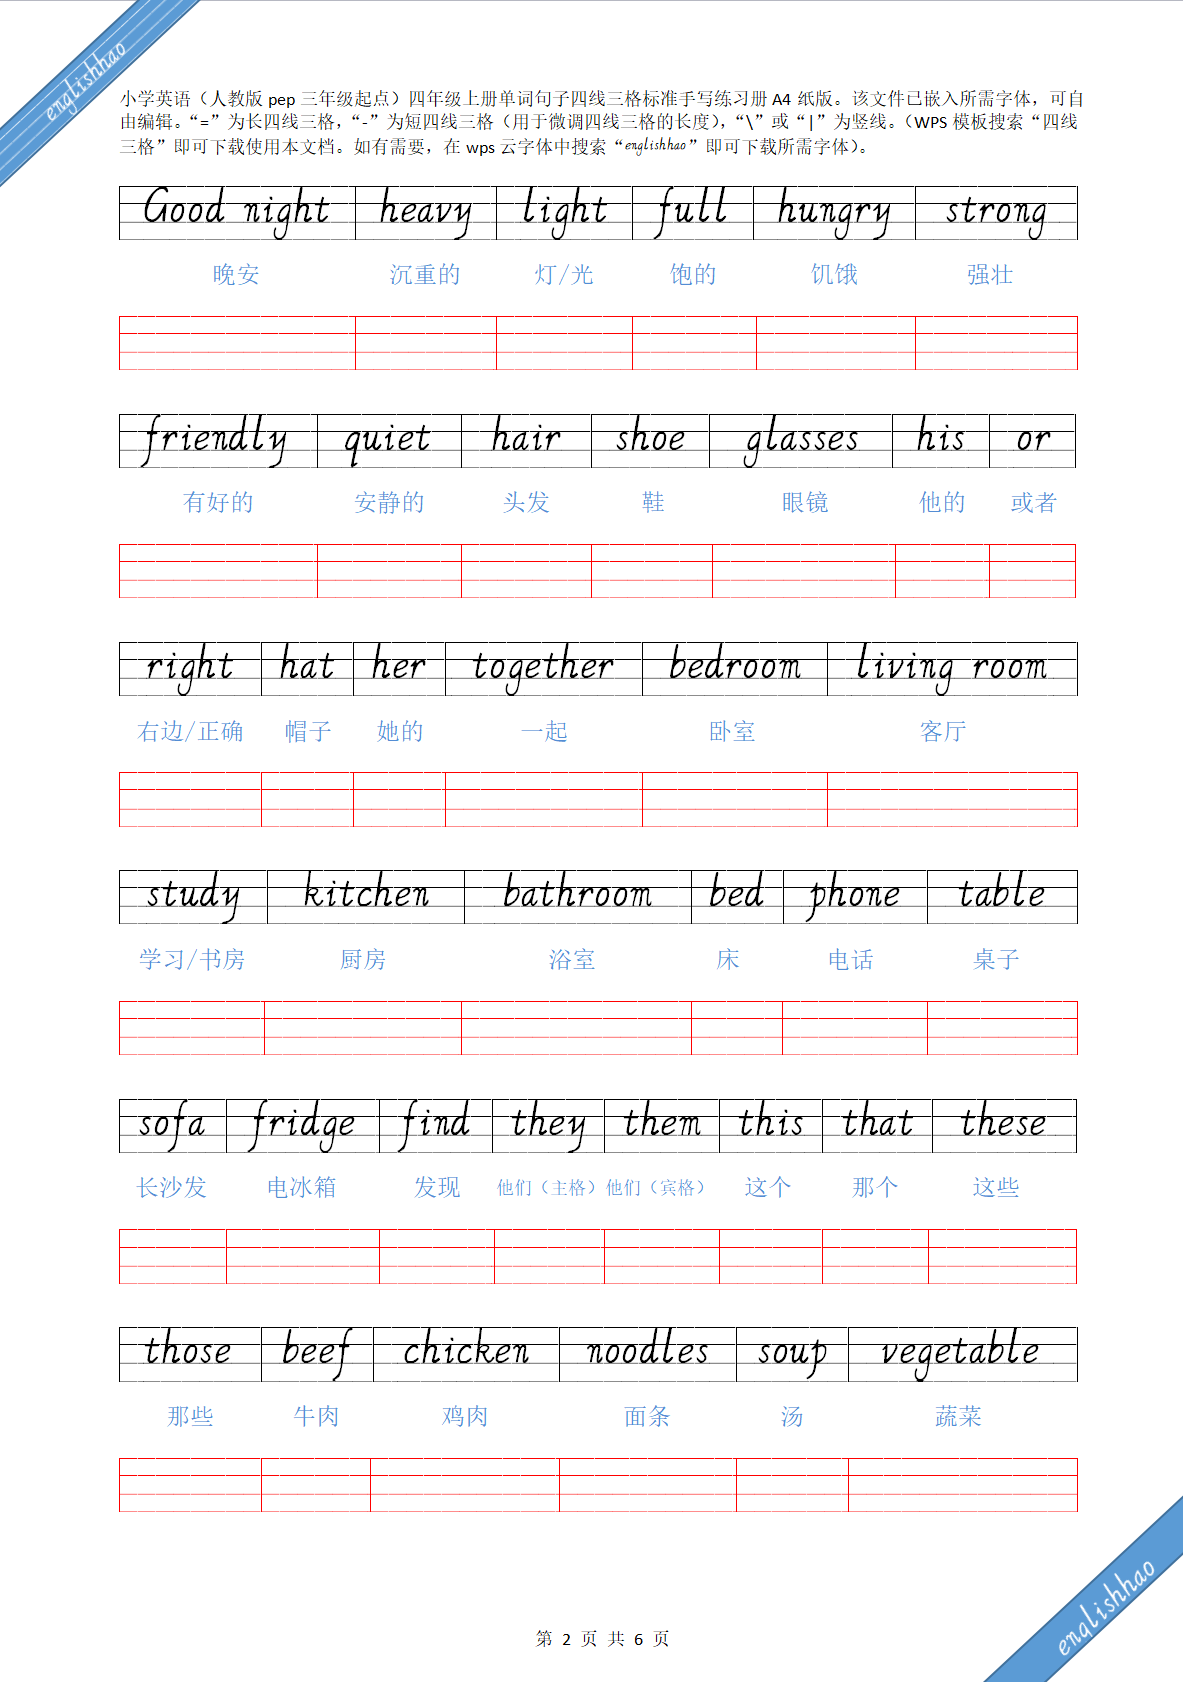 englishhao
小学英语（人教版 pep 三年级起点）四年级上册单词句子四线三格标准手写练习册 A4 纸版。该文件已嵌入所需字体，可自
由编辑。“=”为长四线三格，“-”为短四线三格（用于微调四线三格的长度），“\”或“|”为竖线。（WPS 模板搜索“四线
三格”即可下载使用本文档。如有需要，在 wps 云字体中搜索“englishhao”即可下载所需字体）。
Good night heavy light full hungry strong
晚安 沉重的 灯/光 饱的 饥饿 强壮
friendly quiet hair shoe glasses his or
有好的 安静的 头发 鞋 眼镜 他的 或者
right hat her together bedroom living room
右边/正确 帽子 她的 一起 卧室 客厅
study kitchen bathroom bed phone table
学习/书房 厨房 浴室 床 电话 桌子
sofa fridge find they them this that these
长沙发 电冰箱 发现 他们（主格）他们（宾格） 这个 那个 这些
those beef chicken noodles soup vegetable
那些 牛肉 鸡肉 面条 汤 蔬菜
englishhao
第 2 页 共 6 页